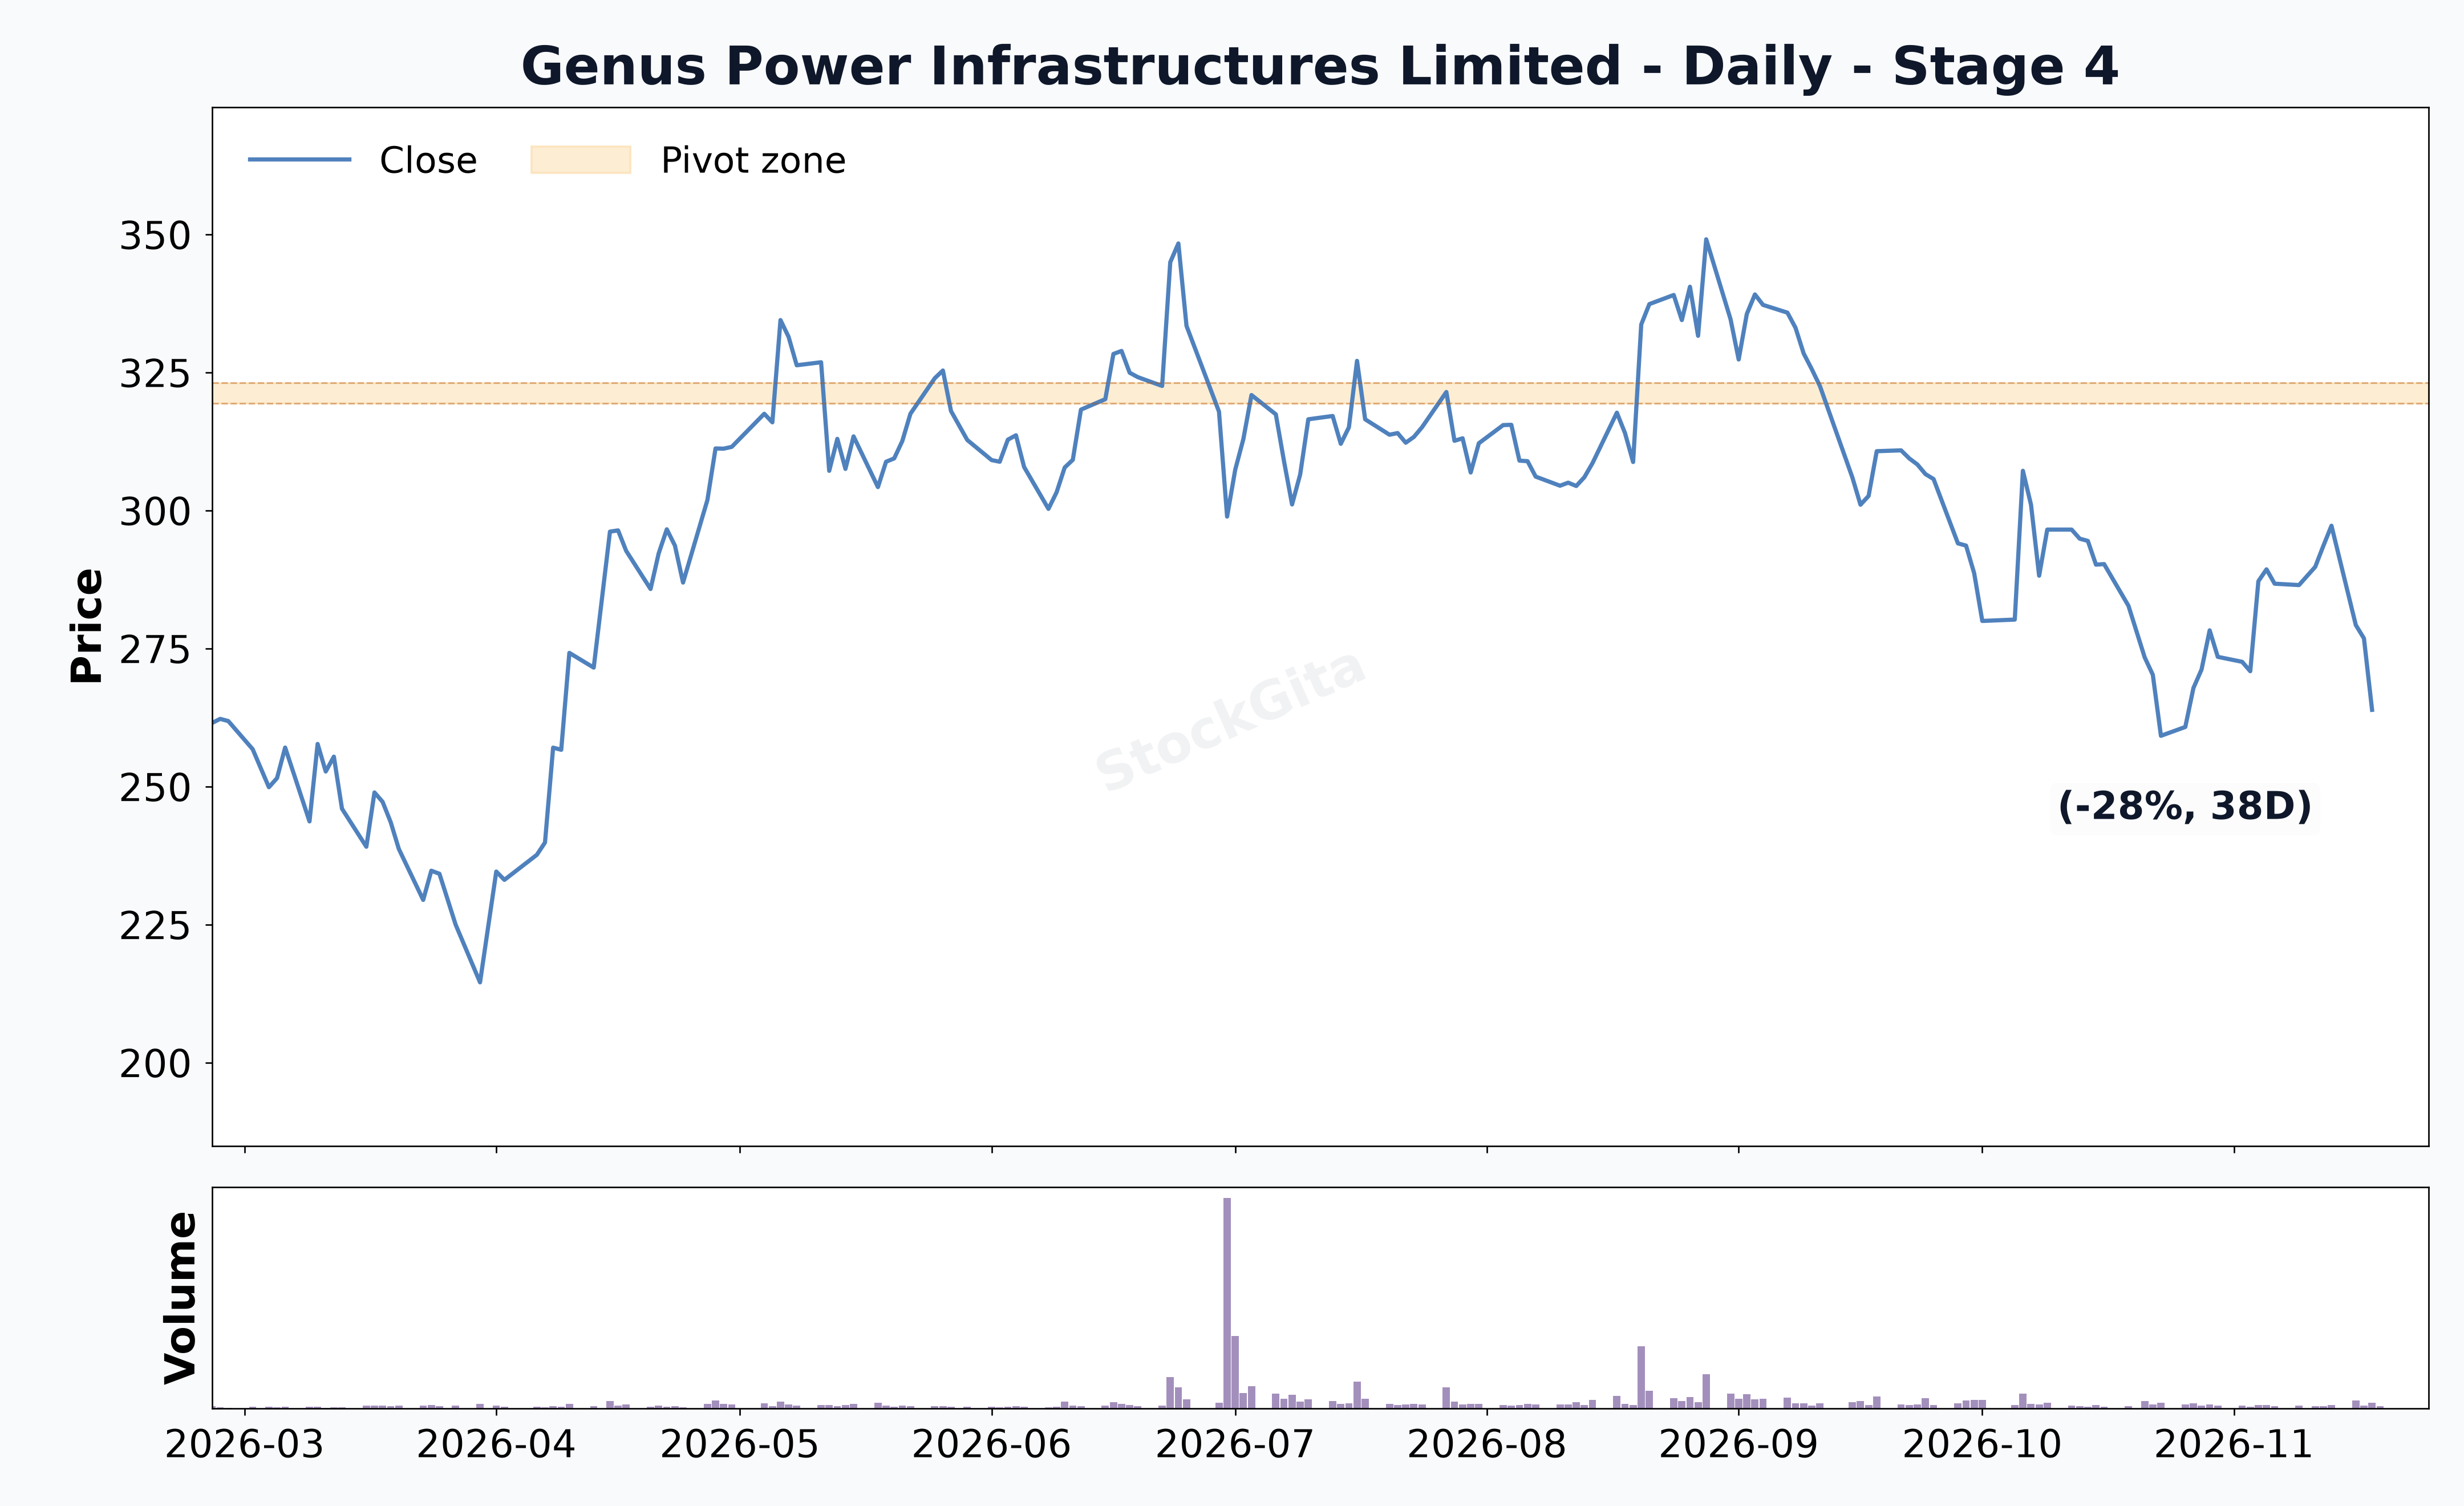 Genus Power Infrastructures Limited - Daily - Stage 4
Close
Pivot zone
350
325
300
275
250
225
200
Price
StockGita
(-28%, 38D)
Volume
2026-03
2026-04
2026-05
2026-06
2026-07
2026-08
2026-09
2026-10
2026-11